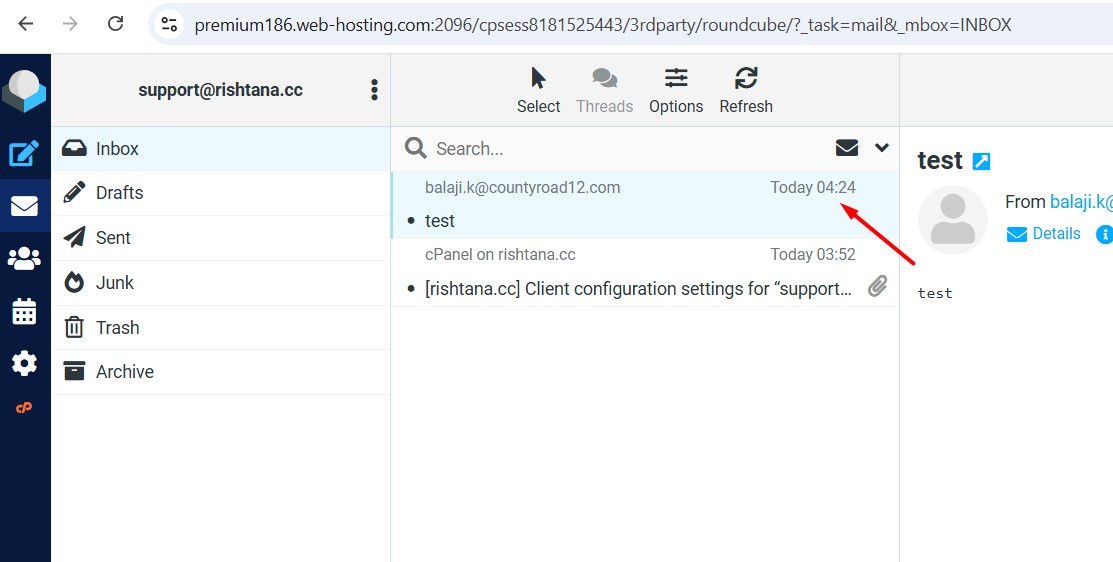 premium186.web-hosting.com:2096/cpsess8181525443/3rdparty/roundcube/?_task=mail&_mbox=INBOX
support@rishtana.cc
Inbox
Drafts
Sent
Junk
Trash
Archive
cP
Select Threads Options Refresh
Search...
balaji.k@countyroad12.com Today 04:24
• test
cPanel on rishtana.cc Today 03:52
• [rishtana.cc] Client configuration settings for “support...
test
From balaji.k@
Details
test